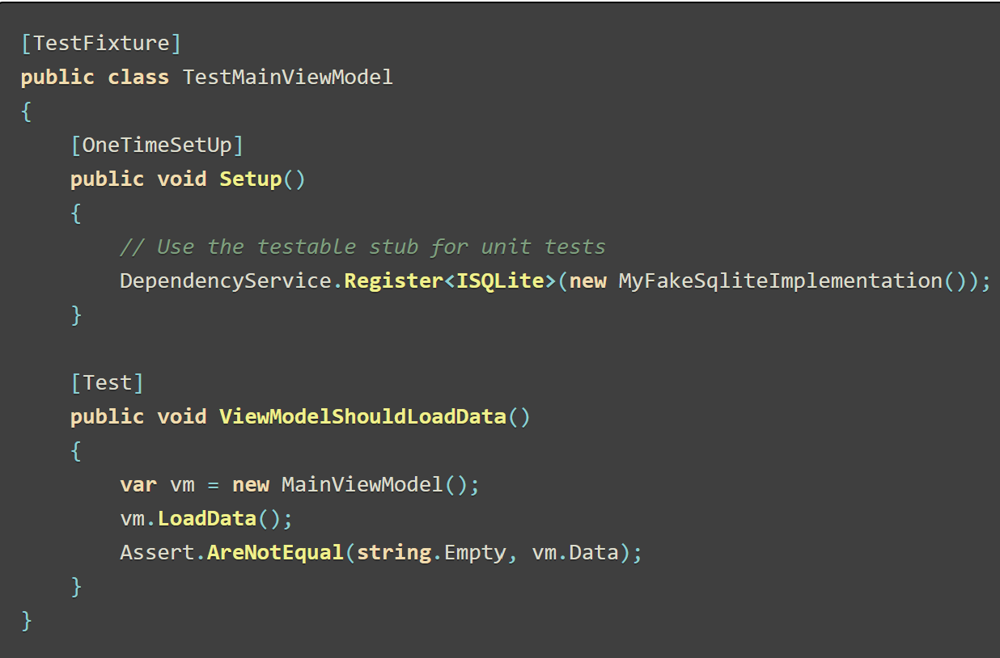 [TestFixture]
public class TestMainViewModel
{
    [OneTimeSetUp]
    public void Setup()
    {
        // Use the testable stub for unit tests
        DependencyService.Register<ISQLite>(new MyFakeSqliteImplementation());
    }

    [Test]
    public void ViewModelShouldLoadData()
    {
        var vm = new MainViewModel();
        vm.LoadData();
        Assert.AreNotEqual(string.Empty, vm.Data);
    }
}